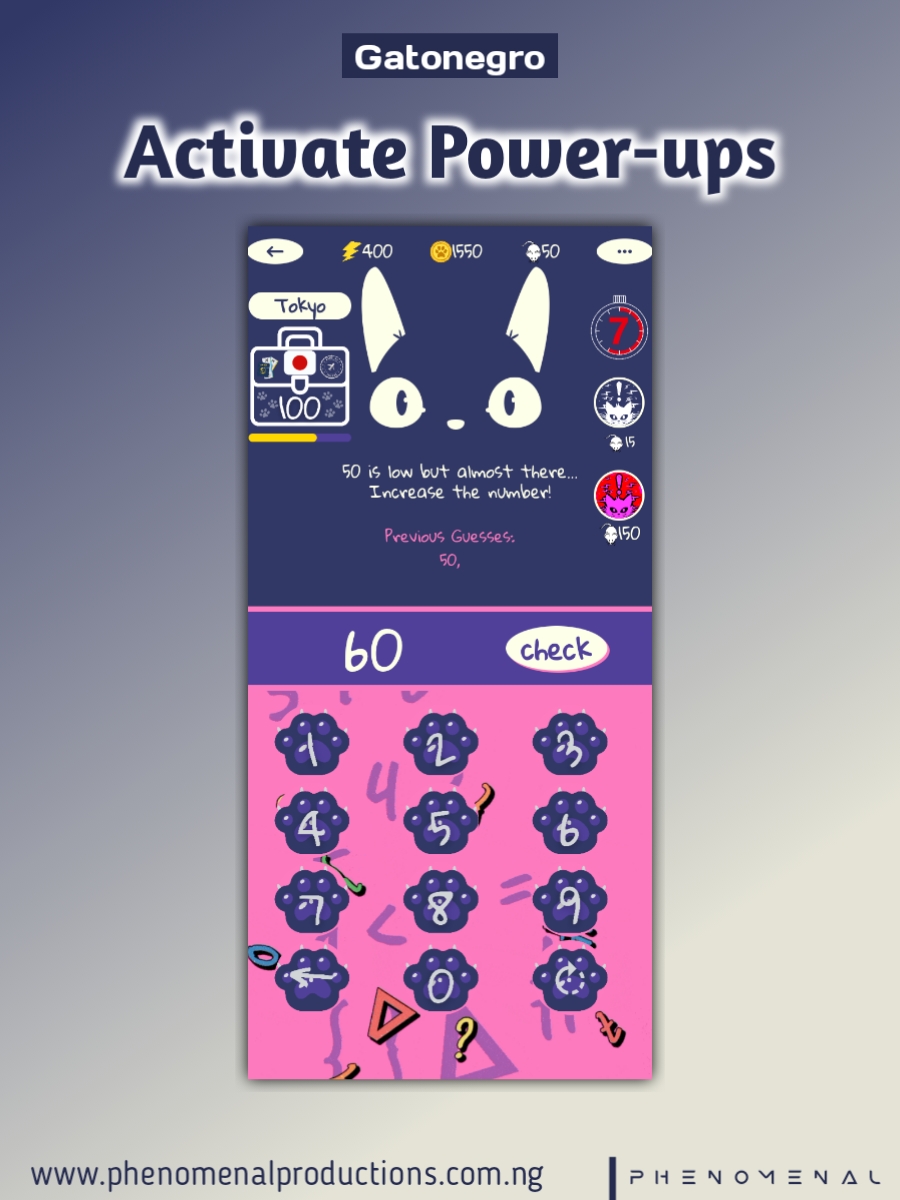 Gatonegro
Activate Power-ups
400
1550
50
Tokyo
7
100
15
50 is low but almost there...
Increase the number!
150
Previous Guesses:
50,
60
check
1 2 3
4 5 6
7 8 9
0
www.phenomenalproductions.com.ng
PHENOMENAL